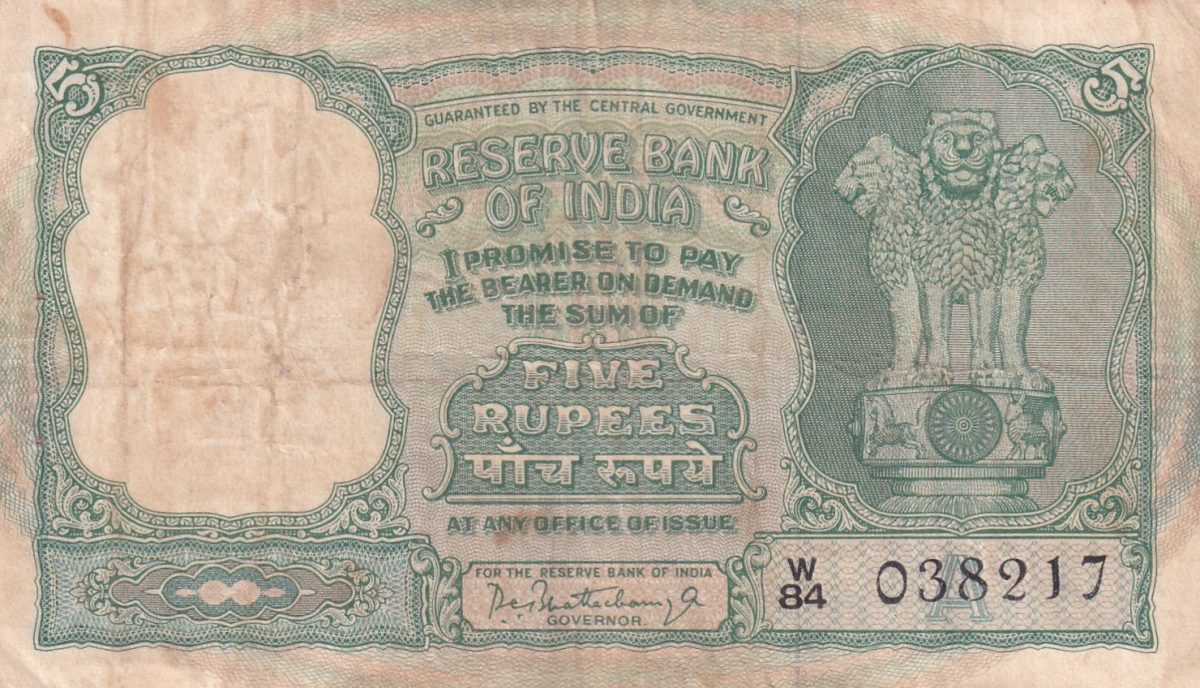 5
5
GUARANTEED BY THE CENTRAL GOVERNMENT
RESERVE BANK
OF INDIA
I PROMISE TO PAY
THE BEARER ON DEMAND
THE SUM OF
FIVE
RUPEES
पाँच रूपये
AT ANY OFFICE OF ISSUE
FOR THE RESERVE BANK OF INDIA
P.C. Bhattacharyya
GOVERNOR
W/84
A
038217